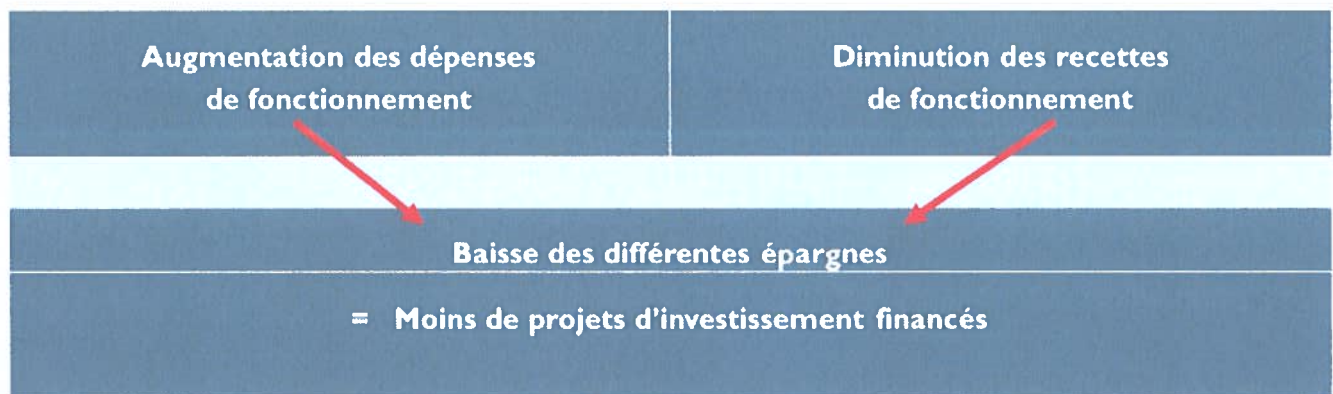 Augmentation des dépenses
de fonctionnement
Diminution des recettes
de fonctionnement
Baisse des différentes épargnes
= Moins de projets d'investissement financés